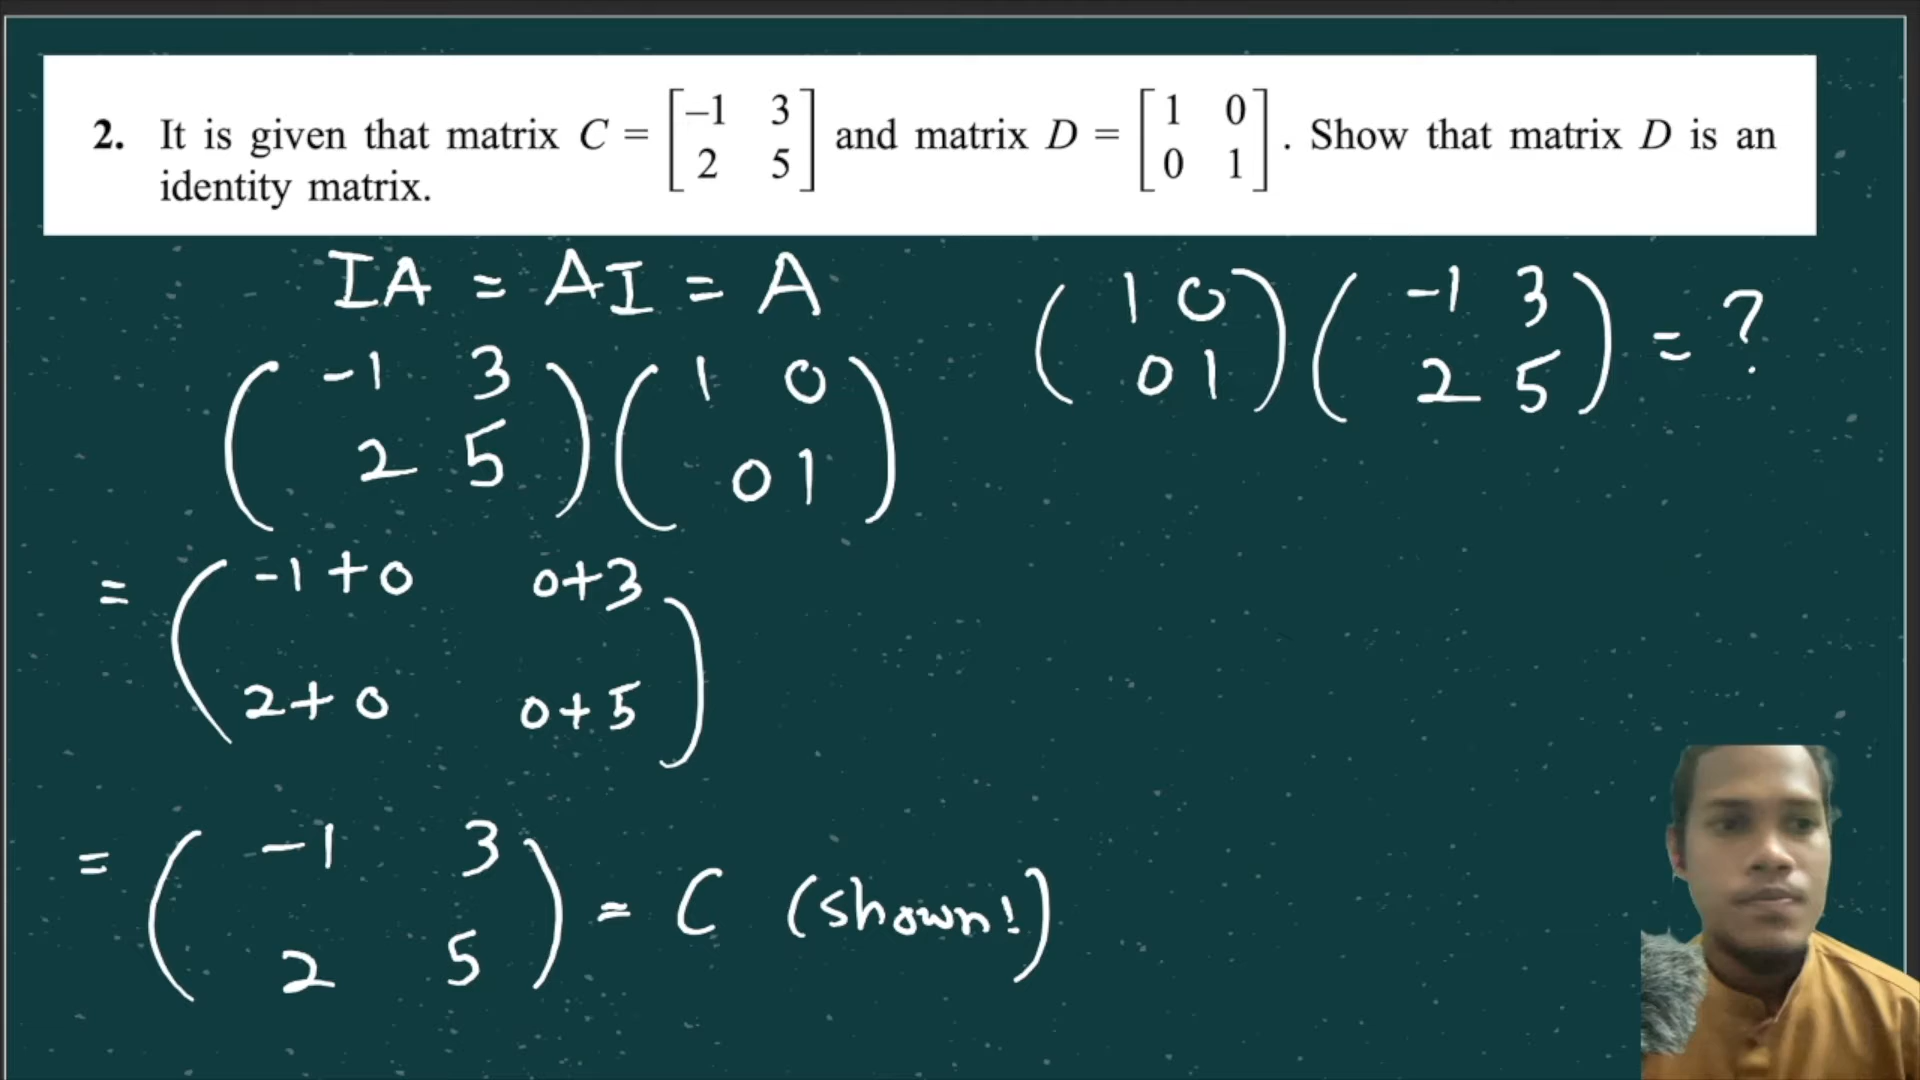 2. It is given that matrix C = [−1 3; 2 5] and matrix D = [1 0; 0 1]. Show that matrix D is an
identity matrix.
IA = AI = A
(−1 3; 2 5)(1 0; 0 1)
= (−1+0 0+3; 2+0 0+5)
= (−1 3; 2 5) = C (shown!)
(1 0; 0 1)(−1 3; 2 5) = ?